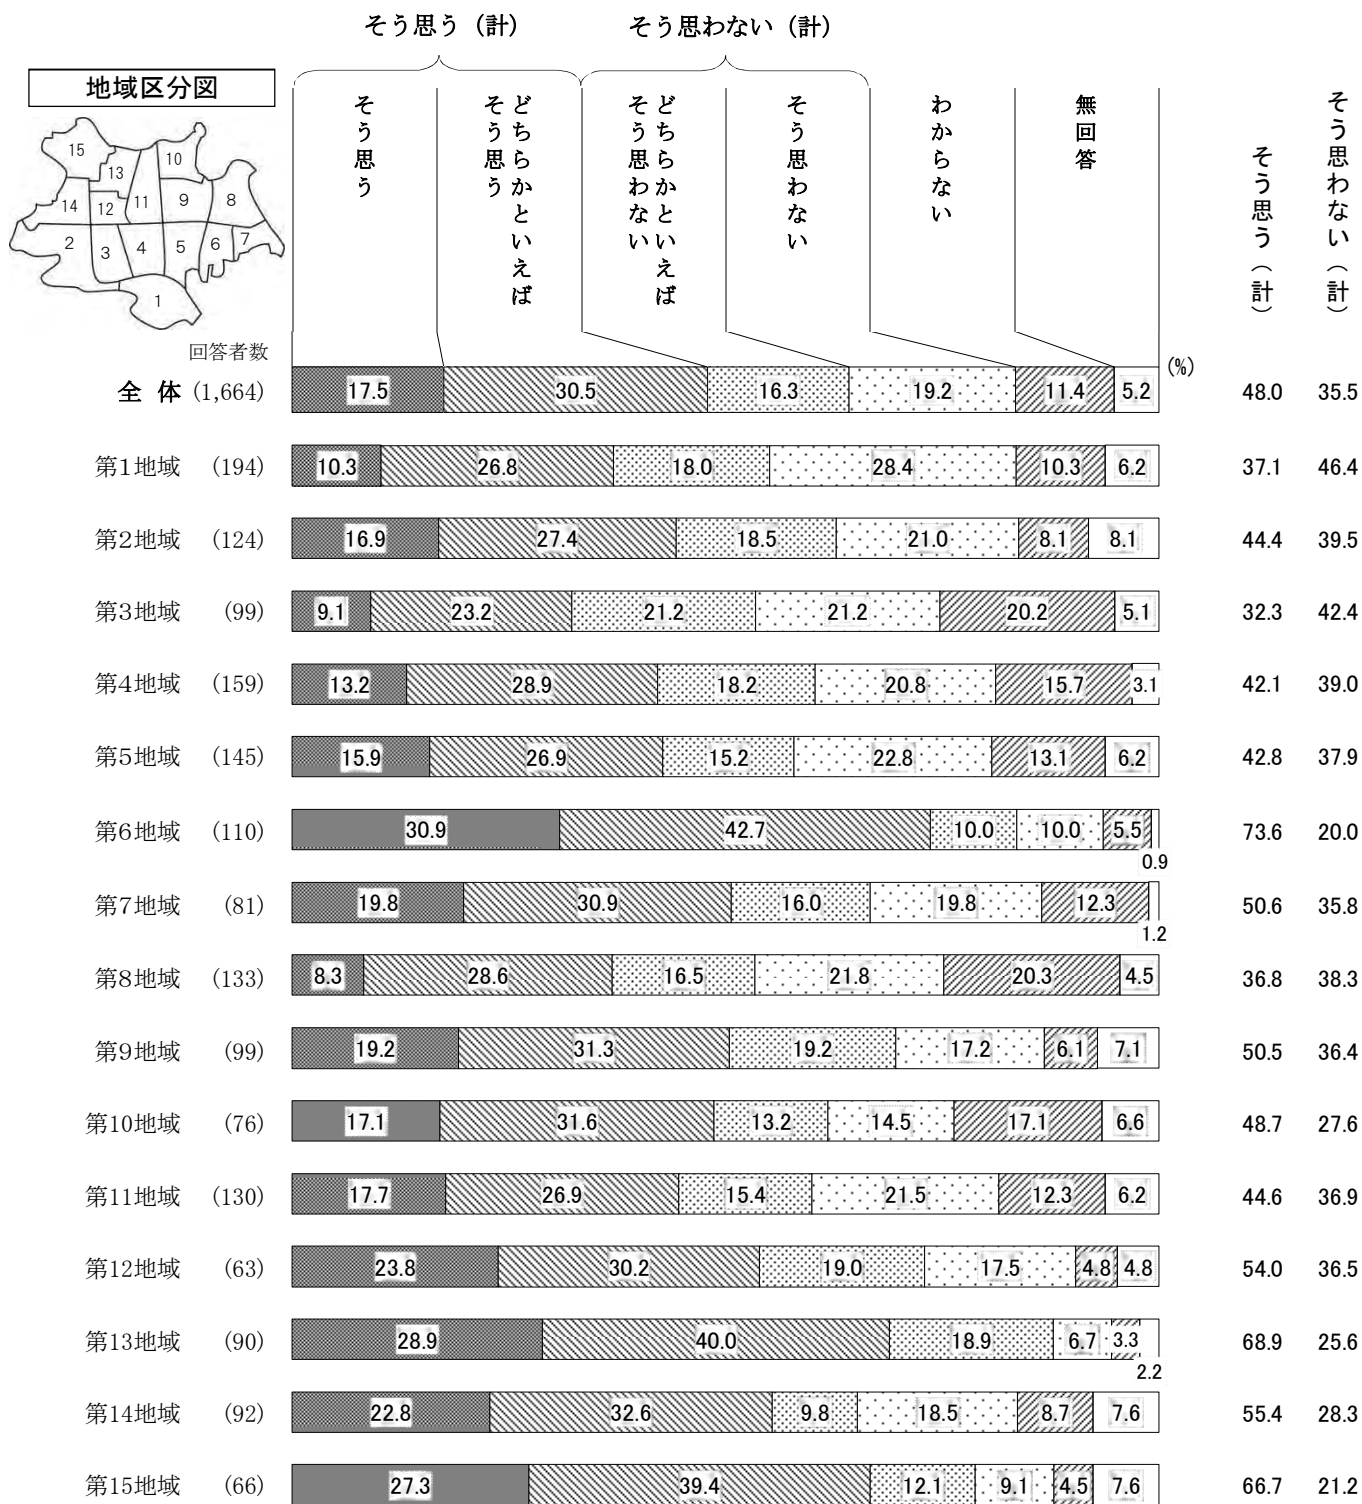 そう思う（計）
そう思わない（計）
地域区分図
15
13
10
14
12
11
9
8
2
3
4
5
6
7
1
そう思う
どちらかといえば
そう思う
どちらかといえば
そう思わない
そう思わない
わからない
無回答
そう思う（計）
そう思わない（計）
回答者数
(%)
全 体 (1,664) 17.5 30.5 16.3 19.2 11.4 5.2 48.0 35.5
第1地域 (194) 10.3 26.8 18.0 28.4 10.3 6.2 37.1 46.4
第2地域 (124) 16.9 27.4 18.5 21.0 8.1 8.1 44.4 39.5
第3地域 (99) 9.1 23.2 21.2 21.2 20.2 5.1 32.3 42.4
第4地域 (159) 13.2 28.9 18.2 20.8 15.7 3.1 42.1 39.0
第5地域 (145) 15.9 26.9 15.2 22.8 13.1 6.2 42.8 37.9
第6地域 (110) 30.9 42.7 10.0 10.0 5.5 0.9 73.6 20.0
第7地域 (81) 19.8 30.9 16.0 19.8 12.3 1.2 50.6 35.8
第8地域 (133) 8.3 28.6 16.5 21.8 20.3 4.5 36.8 38.3
第9地域 (99) 19.2 31.3 19.2 17.2 6.1 7.1 50.5 36.4
第10地域 (76) 17.1 31.6 13.2 14.5 17.1 6.6 48.7 27.6
第11地域 (130) 17.7 26.9 15.4 21.5 12.3 6.2 44.6 36.9
第12地域 (63) 23.8 30.2 19.0 17.5 4.8 4.8 54.0 36.5
第13地域 (90) 28.9 40.0 18.9 6.7 3.3 2.2 68.9 25.6
第14地域 (92) 22.8 32.6 9.8 18.5 8.7 7.6 55.4 28.3
第15地域 (66) 27.3 39.4 12.1 9.1 4.5 7.6 66.7 21.2